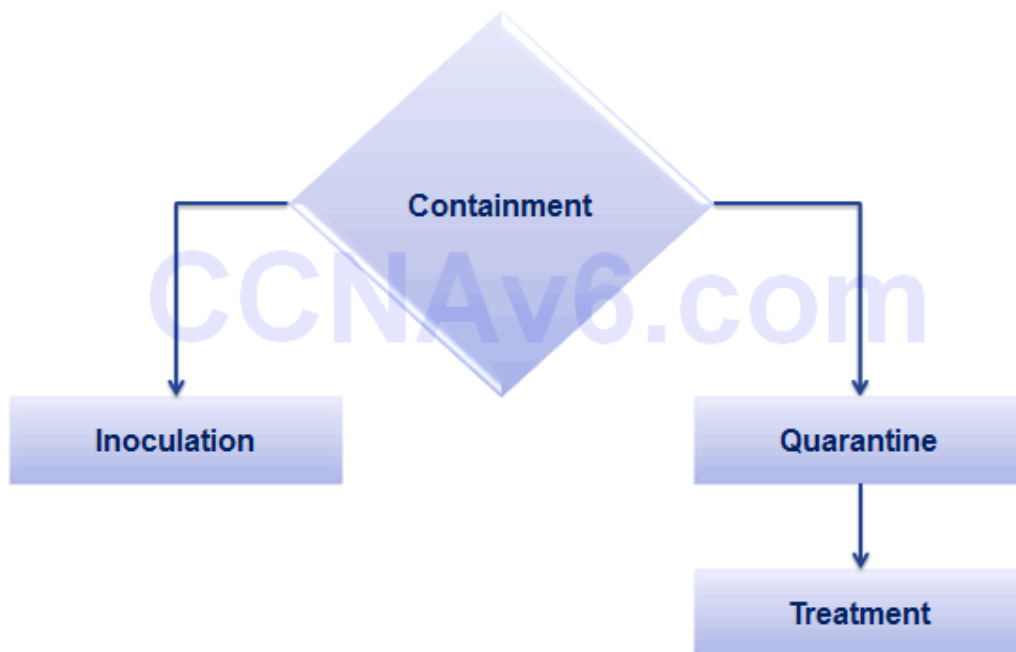 Containment
CCNAv6.com
Inoculation
Quarantine
Treatment